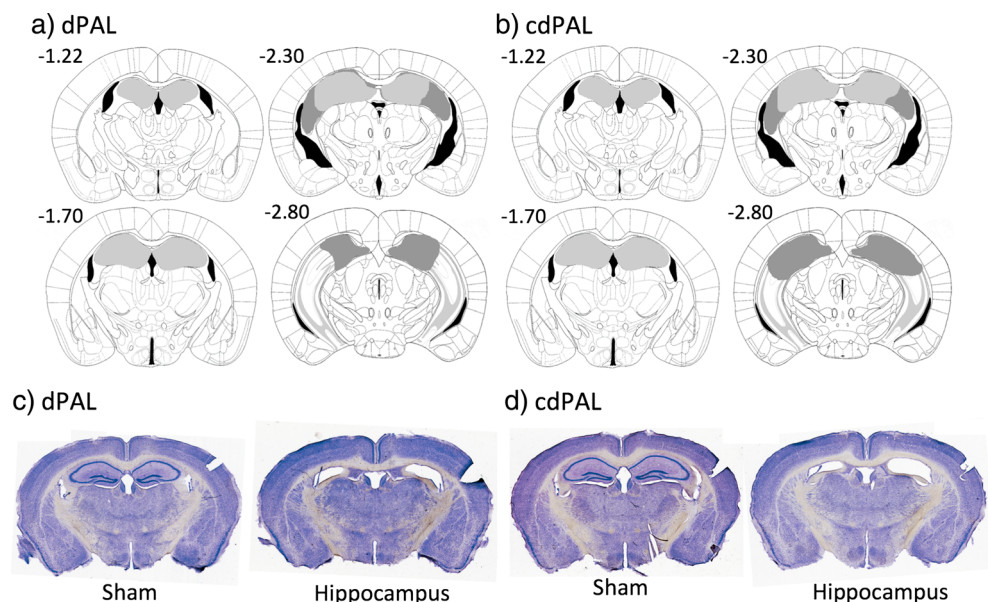 a) dPAL
b) cdPAL
-1.22
-2.30
-1.22
-2.30
-1.70
-2.80
-1.70
-2.80
c) dPAL
d) cdPAL
Sham
Hippocampus
Sham
Hippocampus